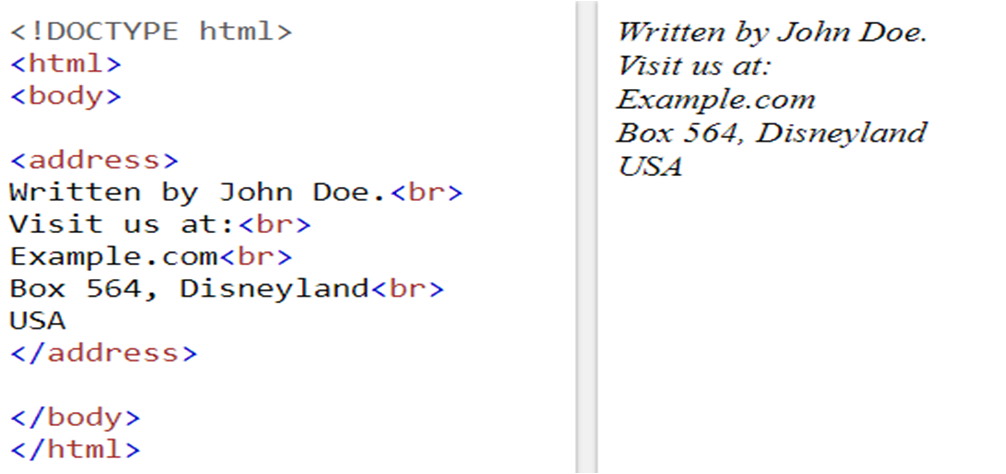 <!DOCTYPE html>
<html>
<body>
<address>
Written by John Doe.<br>
Visit us at:<br>
Example.com<br>
Box 564, Disneyland<br>
USA
</address>
</body>
</html>
Written by John Doe.
Visit us at:
Example.com
Box 564, Disneyland
USA